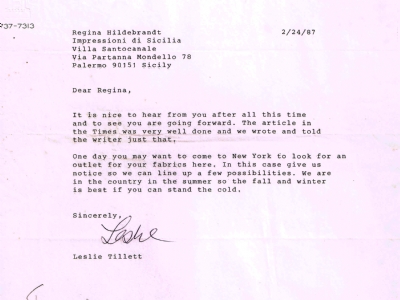 37-7313
Regina Hildebrandt 2/24/87
Impressioni di Sicilia
Villa Santocanale
Via Partanna Mondello 78
Palermo 90151 Sicily
Dear Regina,
It is nice to hear from you after all this time
and to see you are going forward. The article in
the Times was very well done and we wrote and told
the writer just that.
One day you may want to come to New York to look for an
outlet for your fabrics here. In this case give us
notice so we can line up a few possibilities. We are
in the country in the summer so the fall and winter
is best if you can stand the cold.
Sincerely,
Leslie
Leslie Tillett